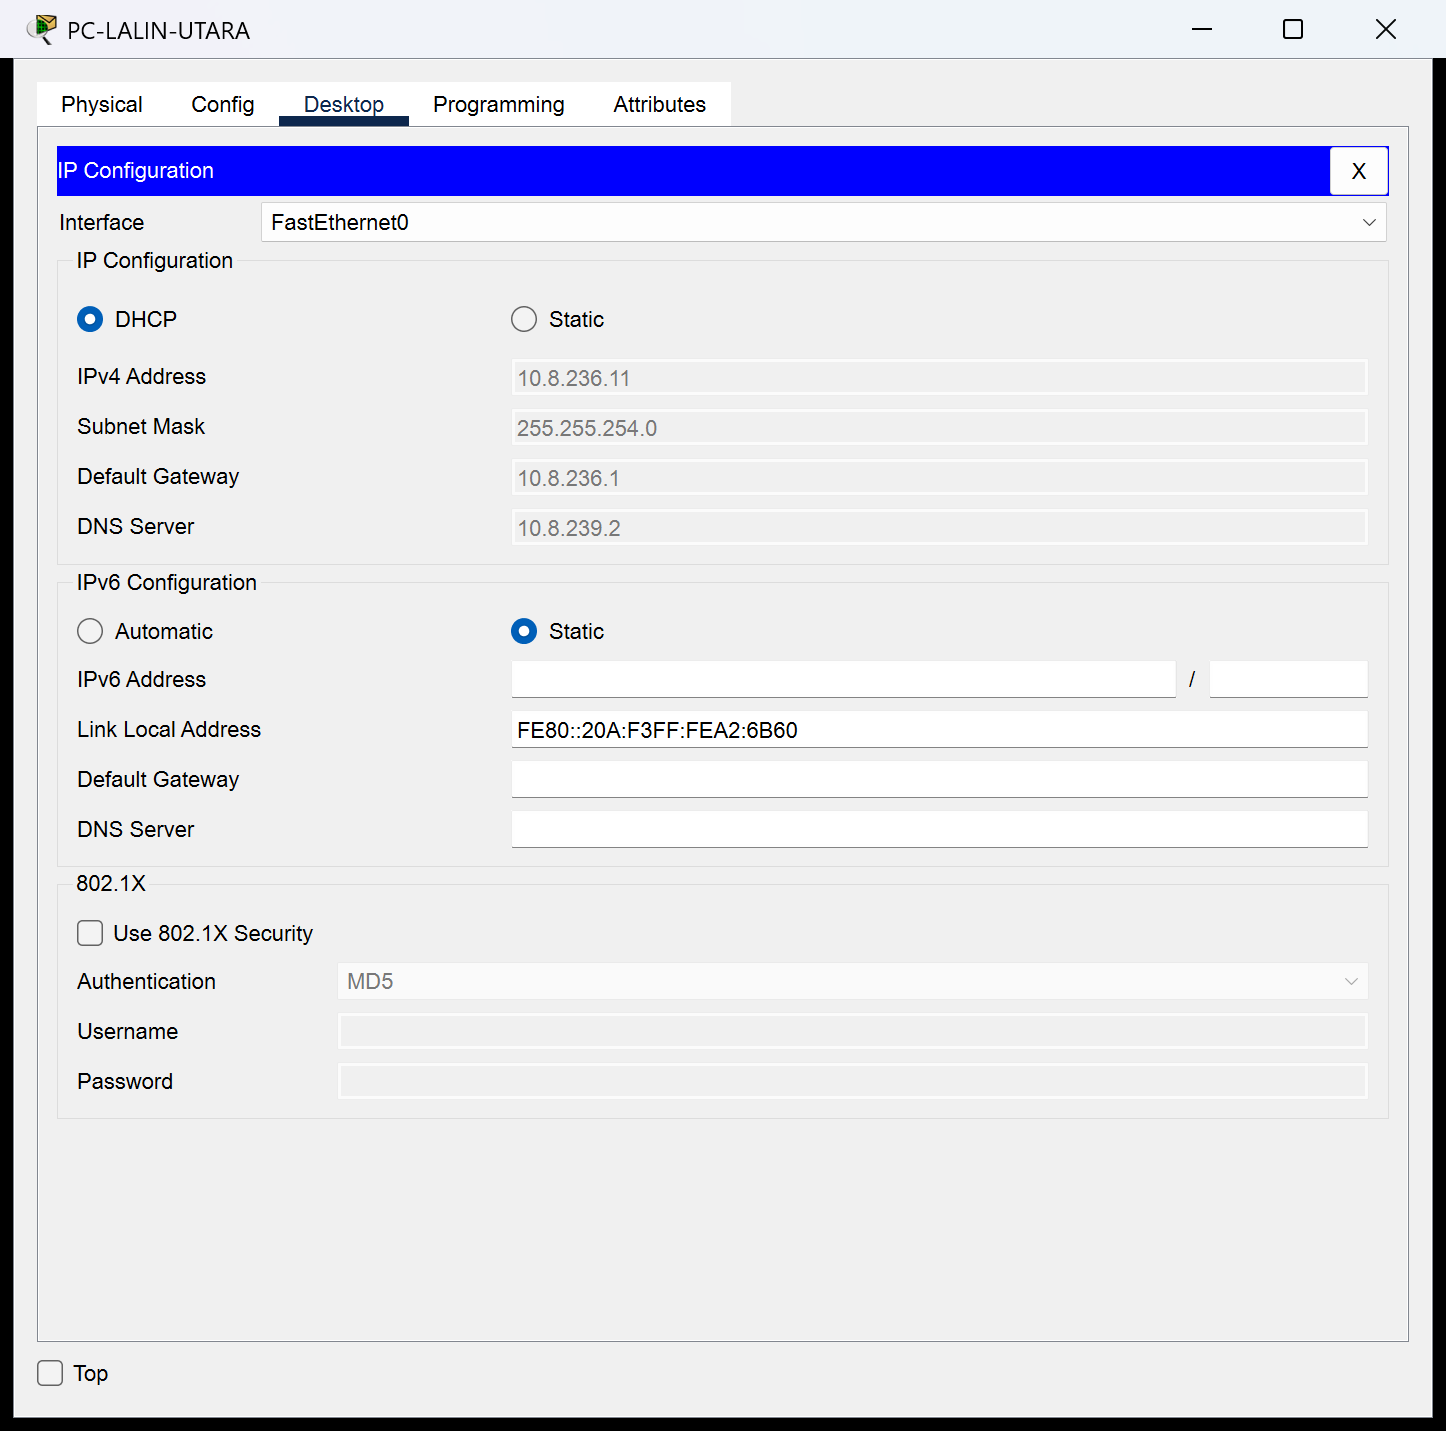 PC-LALIN-UTARA
Physical Config Desktop Programming Attributes
IP Configuration X
Interface FastEthernet0
IP Configuration
DHCP Static
IPv4 Address 10.8.236.11
Subnet Mask 255.255.254.0
Default Gateway 10.8.236.1
DNS Server 10.8.239.2
IPv6 Configuration
Automatic Static
IPv6 Address /
Link Local Address FE80::20A:F3FF:FEA2:6B60
Default Gateway
DNS Server
802.1X
Use 802.1X Security
Authentication MD5
Username
Password
Top